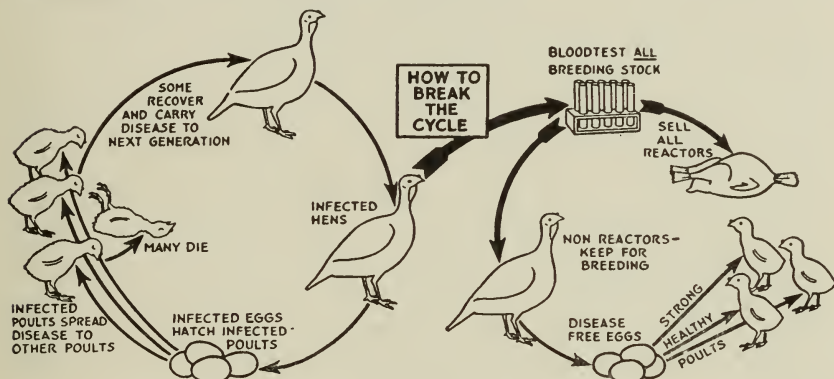 SOME
RECOVER
AND CARRY
DISEASE TO
NEXT GENERATION
MANY DIE
INFECTED
POULTS SPREAD
DISEASE TO
OTHER POULTS
INFECTED EGGS
HATCH INFECTED-
POULTS
INFECTED
HENS
HOW TO
BREAK
THE
CYCLE
BLOODTEST ALL
BREEDING STOCK
SELL
ALL
REACTORS
NON REACTORS-
KEEP FOR
BREEDING
DISEASE
FREE EGGS
STRONG
HEALTHY
POULTS